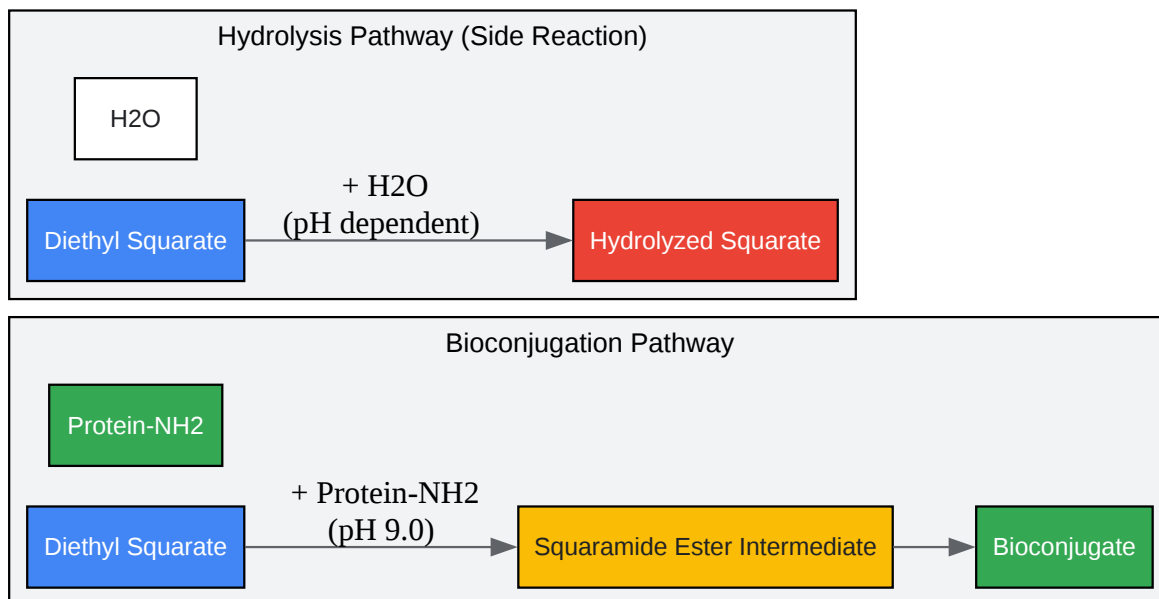 Hydrolysis Pathway (Side Reaction)
H2O
+ H2O
(pH dependent)
Diethyl Squarate
Hydrolyzed Squarate
Bioconjugation Pathway
Protein-NH2
+ Protein-NH2
(pH 9.0)
Diethyl Squarate
Squaramide Ester Intermediate
Bioconjugate